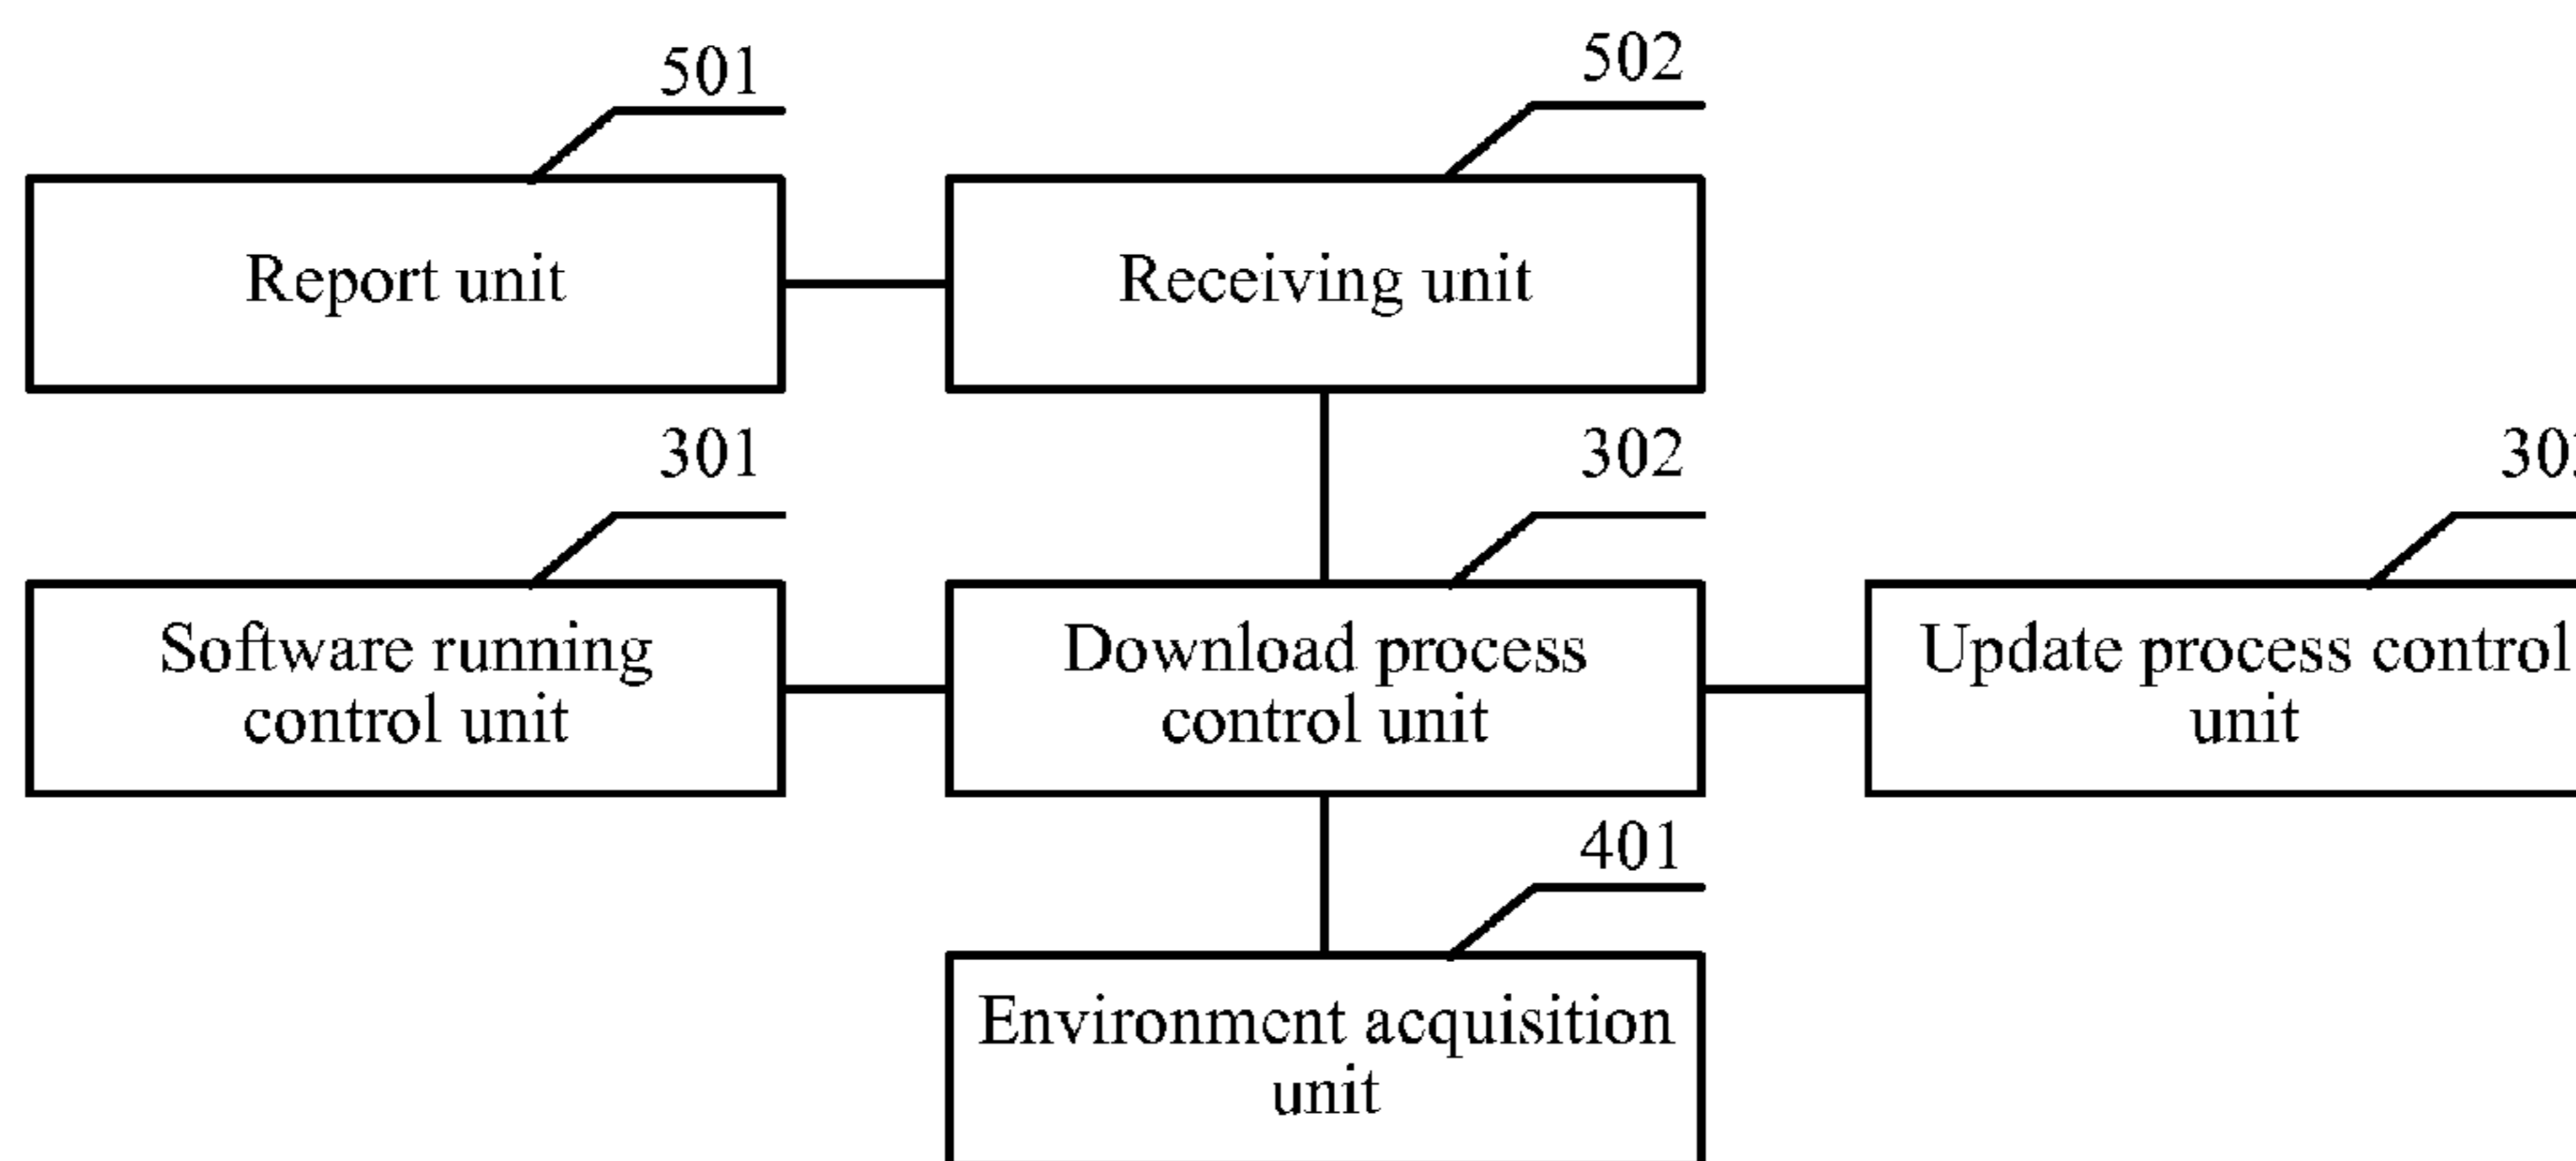 501
502
Report unit
Receiving unit
301
302
Software running
control unit
Download process
control unit
Update process control
unit
401
Environment acquisition
unit